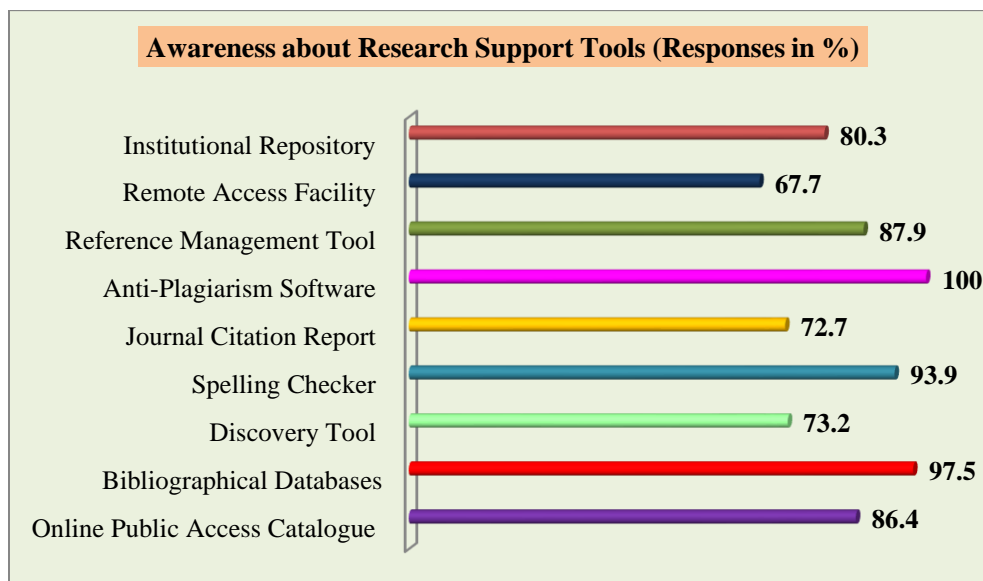 Awareness about Research Support Tools (Responses in %)
Institutional Repository 80.3
Remote Access Facility 67.7
Reference Management Tool 87.9
Anti-Plagiarism Software 100
Journal Citation Report 72.7
Spelling Checker 93.9
Discovery Tool 73.2
Bibliographical Databases 97.5
Online Public Access Catalogue 86.4